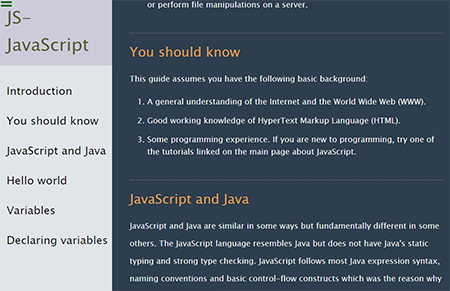 JS-
JavaScript
Introduction
You should know
JavaScript and Java
Hello world
Variables
Declaring variables
or perform file manipulations on a server.
You should know
This guide assumes you have the following basic background:
1. A general understanding of the Internet and the World Wide Web (WWW).
2. Good working knowledge of HyperText Markup Language (HTML).
3. Some programming experience. If you are new to programming, try one of
the tutorials linked on the main page about JavaScript.
JavaScript and Java
JavaScript and Java are similar in some ways but fundamentally different in some
others. The JavaScript language resembles Java but does not have Java's static
typing and strong type checking. JavaScript follows most Java expression syntax,
naming conventions and basic control-flow constructs which was the reason why